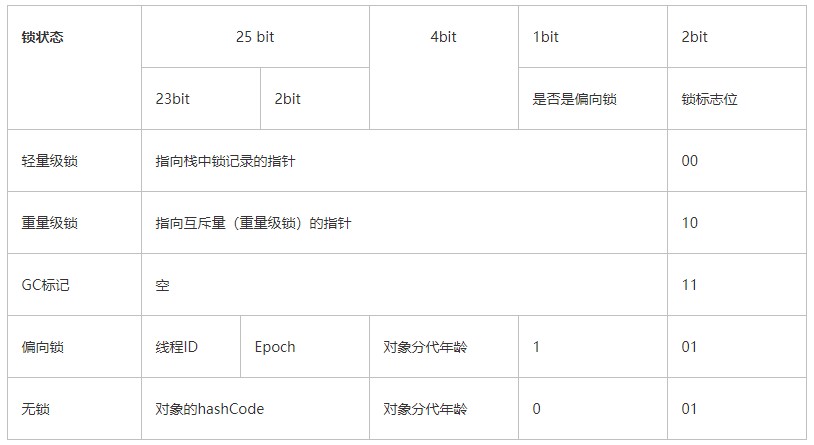 锁状态 25 bit 4bit 1bit 2bit
23bit 2bit 是否是偏向锁 锁标志位
轻量级锁 指向栈中锁记录的指针 00
重量级锁 指向互斥量（重量级锁）的指针 10
GC标记 空 11
偏向锁 线程ID Epoch 对象分代年龄 1 01
无锁 对象的hashCode 对象分代年龄 0 01